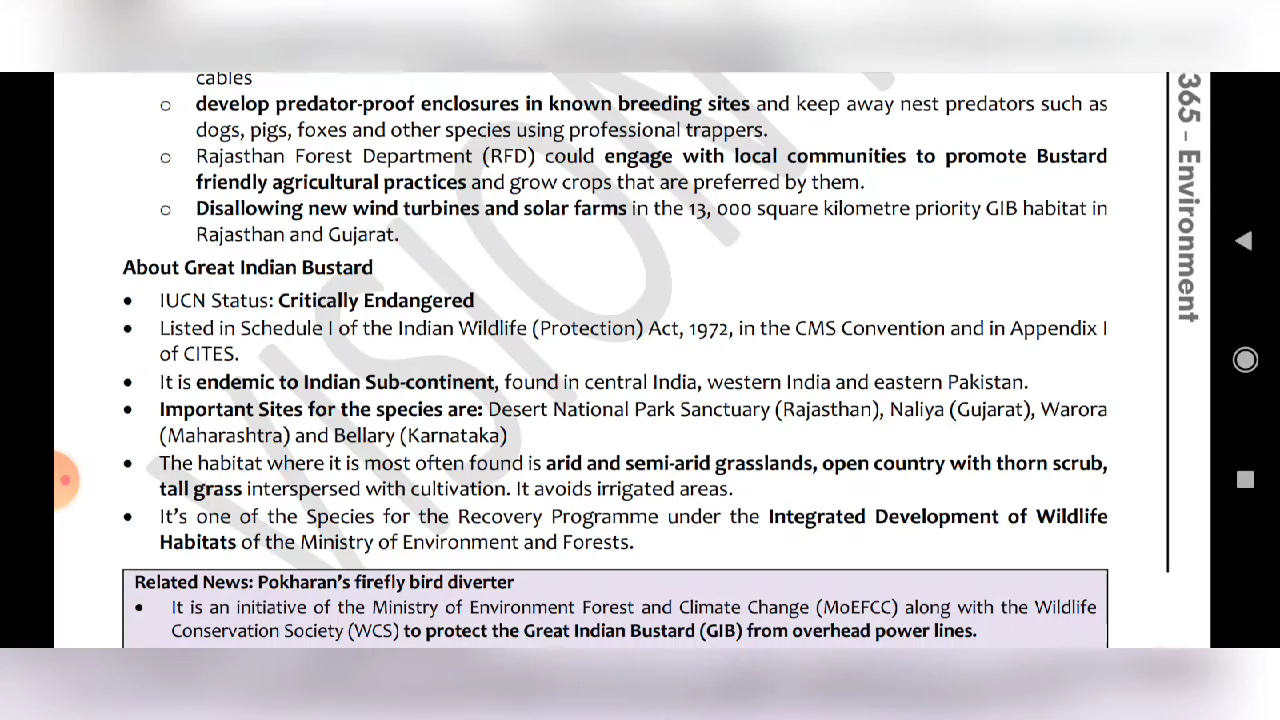 cables
○ develop predator-proof enclosures in known breeding sites and keep away nest predators such as
dogs, pigs, foxes and other species using professional trappers.
○ Rajasthan Forest Department (RFD) could engage with local communities to promote Bustard
friendly agricultural practices and grow crops that are preferred by them.
○ Disallowing new wind turbines and solar farms in the 13, 000 square kilometre priority GIB habitat in
Rajasthan and Gujarat.
About Great Indian Bustard
• IUCN Status: Critically Endangered
• Listed in Schedule I of the Indian Wildlife (Protection) Act, 1972, in the CMS Convention and in Appendix I
of CITES.
• It is endemic to Indian Sub-continent, found in central India, western India and eastern Pakistan.
• Important Sites for the species are: Desert National Park Sanctuary (Rajasthan), Naliya (Gujarat), Warora
(Maharashtra) and Bellary (Karnataka)
• The habitat where it is most often found is arid and semi-arid grasslands, open country with thorn scrub,
tall grass interspersed with cultivation. It avoids irrigated areas.
• It's one of the Species for the Recovery Programme under the Integrated Development of Wildlife
Habitats of the Ministry of Environment and Forests.
Related News: Pokharan's firefly bird diverter
• It is an initiative of the Ministry of Environment Forest and Climate Change (MoEFCC) along with the Wildlife
Conservation Society (WCS) to protect the Great Indian Bustard (GIB) from overhead power lines.
365 - Environment
VISION